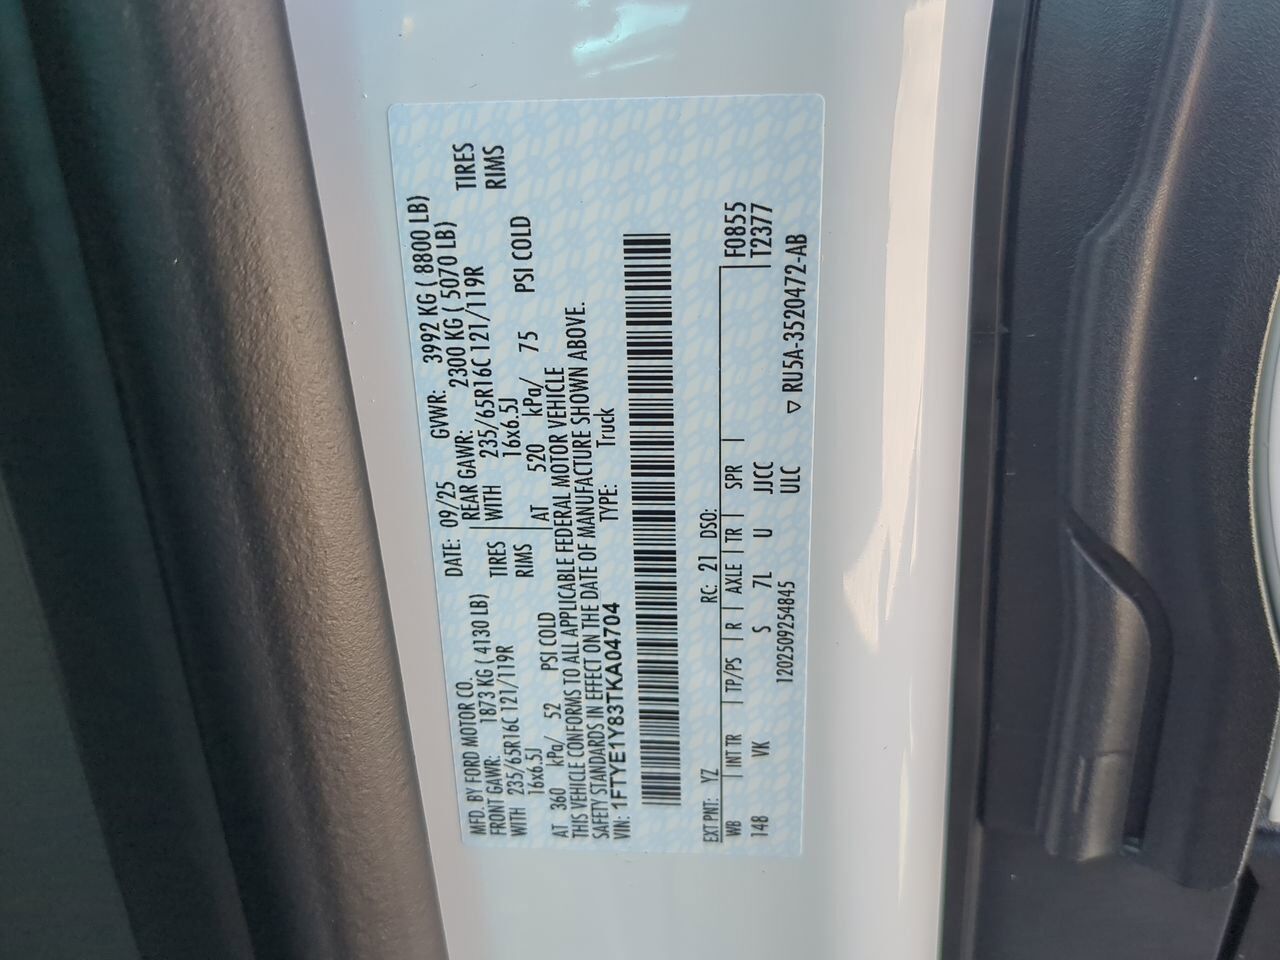 MFD. BY FORD MOTOR CO.
DATE: 09/25 GVWR: 3992 KG ( 8800 LB)
FRONT GAWR: 1873 KG ( 4130 LB) REAR GAWR: 2300 KG ( 5070 LB)
WITH 235/65R16C 121/119R TIRES WITH 235/65R16C 121/119R TIRES
16x6.5J RIMS 16x6.5J RIMS
AT 360 kPa/ 52 PSI COLD AT 520 kPa/ 75 PSI COLD
THIS VEHICLE CONFORMS TO ALL APPLICABLE FEDERAL MOTOR VEHICLE
SAFETY STANDARDS IN EFFECT ON THE DATE OF MANUFACTURE SHOWN ABOVE.
VIN: 1FTYE1Y83TKA04704 TYPE: Truck
EXT PNT: YZ RC: 21 DSO: F0855
WB INT TR TP/PS R AXLE TR SPR T2377
148 VK S 7L U JJCC
1202509254845 ULC ▽ RU5A-3520472-AB